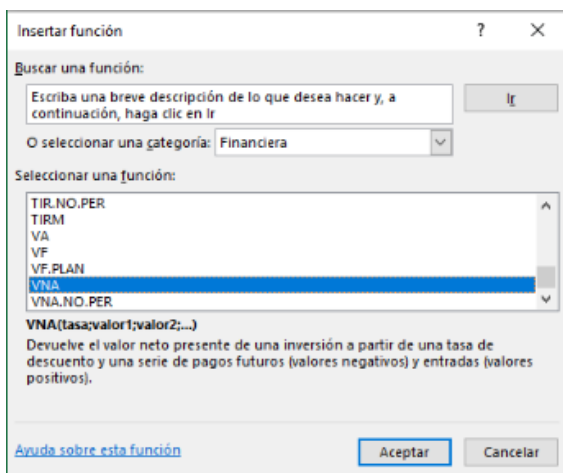 Insertar función
? ×
Buscar una función:
Escriba una breve descripción de lo que desea hacer y, a
continuación, haga clic en Ir
Ir
O seleccionar una categoría: Financiera
Seleccionar una función:
TIR.NO.PER
TIRM
VA
VF
VF.PLAN
VNA
VNA.NO.PER
VNA(tasa;valor1;valor2;...)
Devuelve el valor neto presente de una inversión a partir de una tasa de
descuento y una serie de pagos futuros (valores negativos) y entradas (valores
positivos).
Ayuda sobre esta función
Aceptar
Cancelar